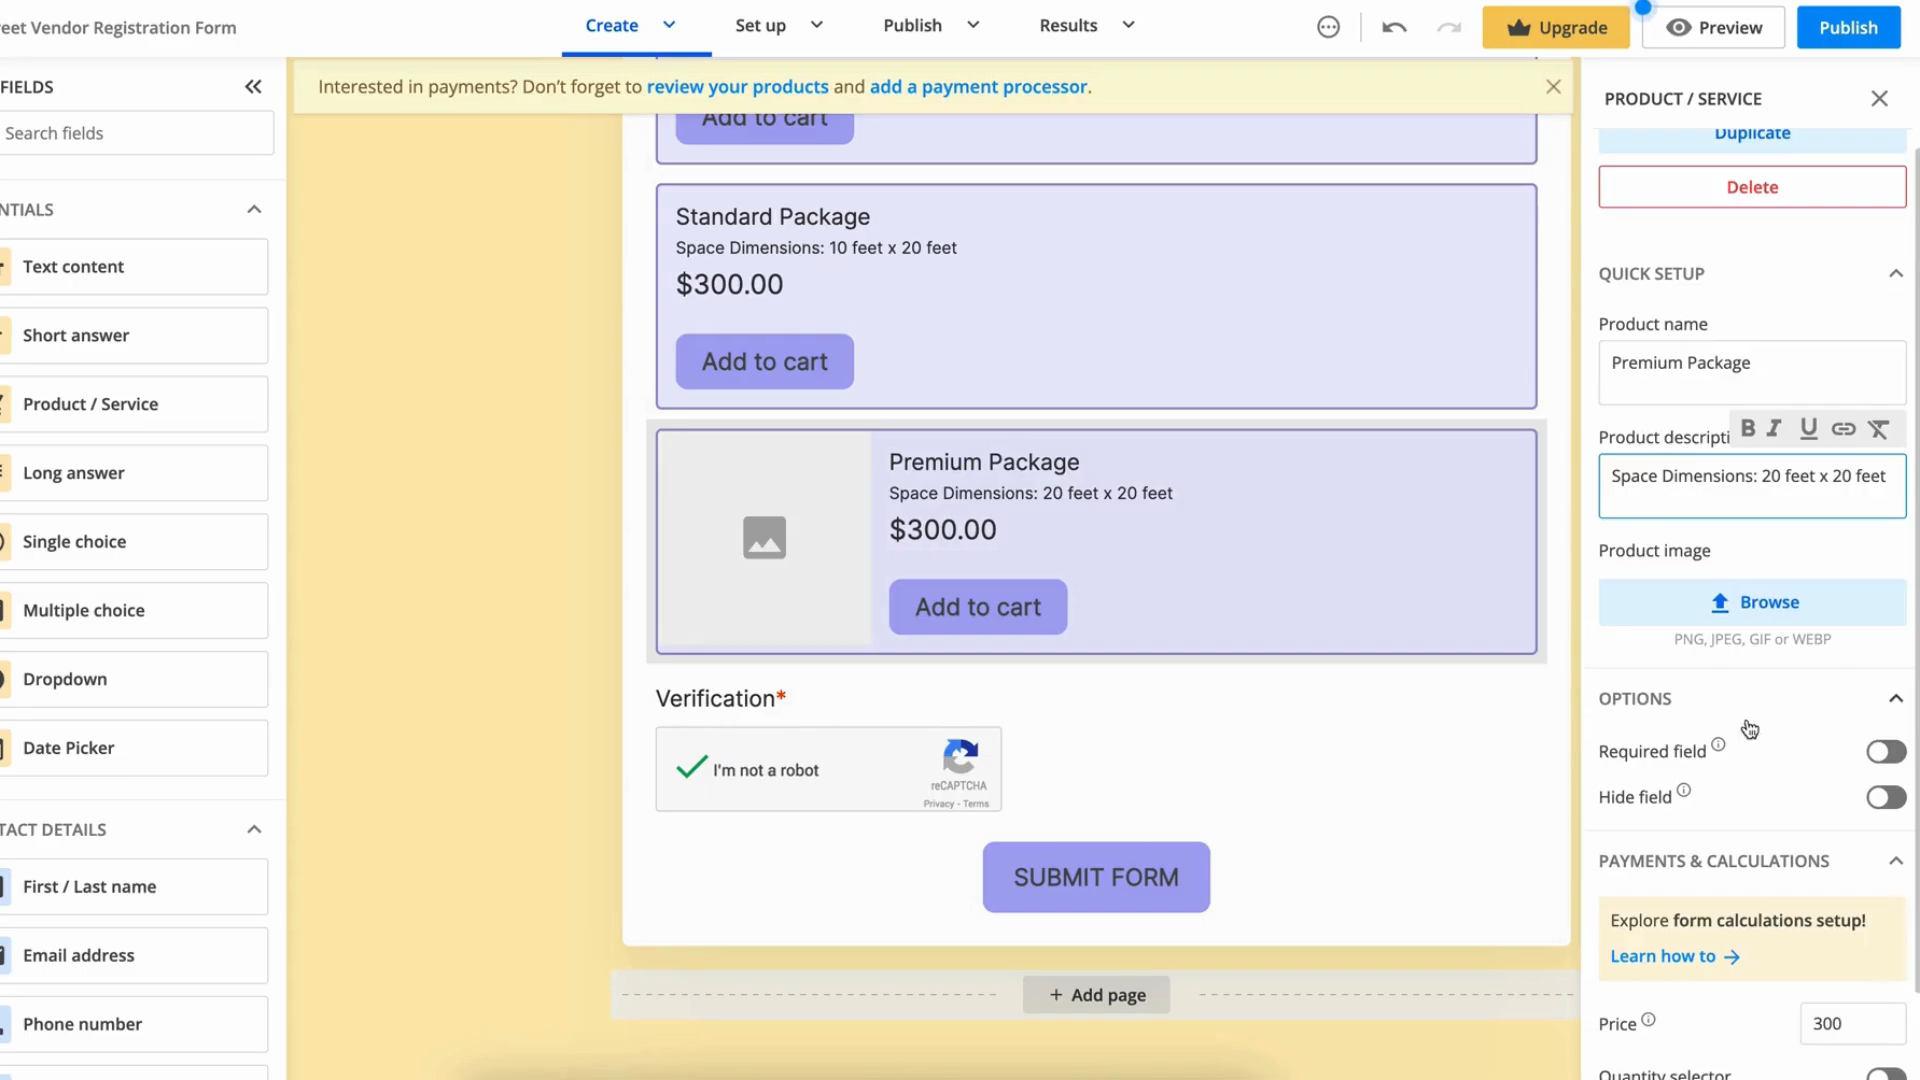 reet Vendor Registration Form
Create
Set up
Publish
Results
Upgrade
Preview
Publish
FIELDS
Search fields
NTIALS
Text content
Short answer
Product / Service
Long answer
Single choice
Multiple choice
Dropdown
Date Picker
TACT DETAILS
First / Last name
Email address
Phone number
Interested in payments? Don't forget to review your products and add a payment processor.
Add to cart
Standard Package
Space Dimensions: 10 feet x 20 feet
$300.00
Add to cart
Premium Package
Space Dimensions: 20 feet x 20 feet
$300.00
Add to cart
Verification*
I'm not a robot
reCAPTCHA
Privacy - Terms
SUBMIT FORM
+ Add page
PRODUCT / SERVICE
Duplicate
Delete
QUICK SETUP
Product name
Premium Package
Product descripti
B I U
Space Dimensions: 20 feet x 20 feet
Product image
Browse
PNG, JPEG, GIF or WEBP
OPTIONS
Required field
Hide field
PAYMENTS & CALCULATIONS
Explore form calculations setup!
Learn how to →
Price
300
Quantity selector